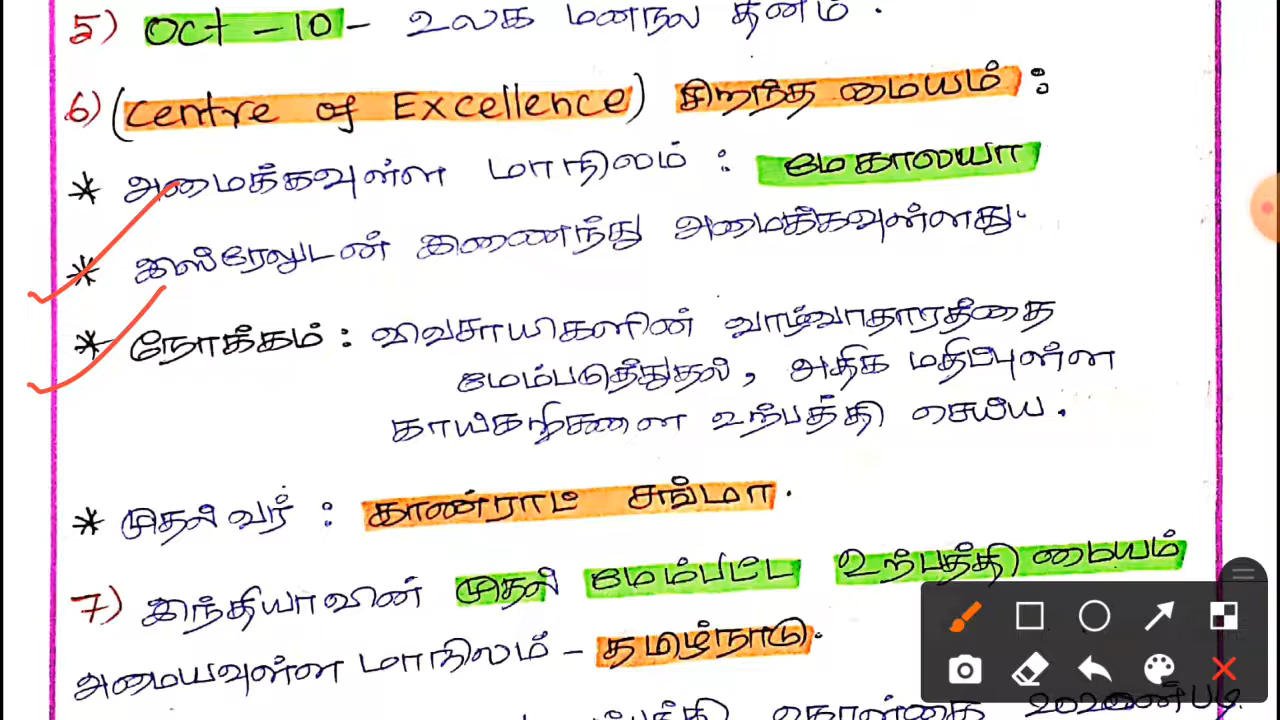 5) Oct - 10 - உலக மனநல தினம்.
6) (Centre of Excellence) சிறந்த மையம் :
* அமைக்கவுள்ள மாநிலம் : மேகாலயா
* இஸ்ரேலுடன் இணைந்து அமைக்கவுள்ளது.
* நோக்கம் : விவசாயிகளின் வாழ்வாதாரத்தை
மேம்படுத்துதல், அதிக மதிப்புள்ள
காய்கறிகளை உற்பத்தி செய்ய.
* முதல்வர் : கான்ராட் சங்மா.
7) இந்தியாவின் முதல் மேம்பட்ட உற்பத்தி மையம்
அமையவுள்ள மாநிலம் - தமிழ்நாடு.
கொள்கை